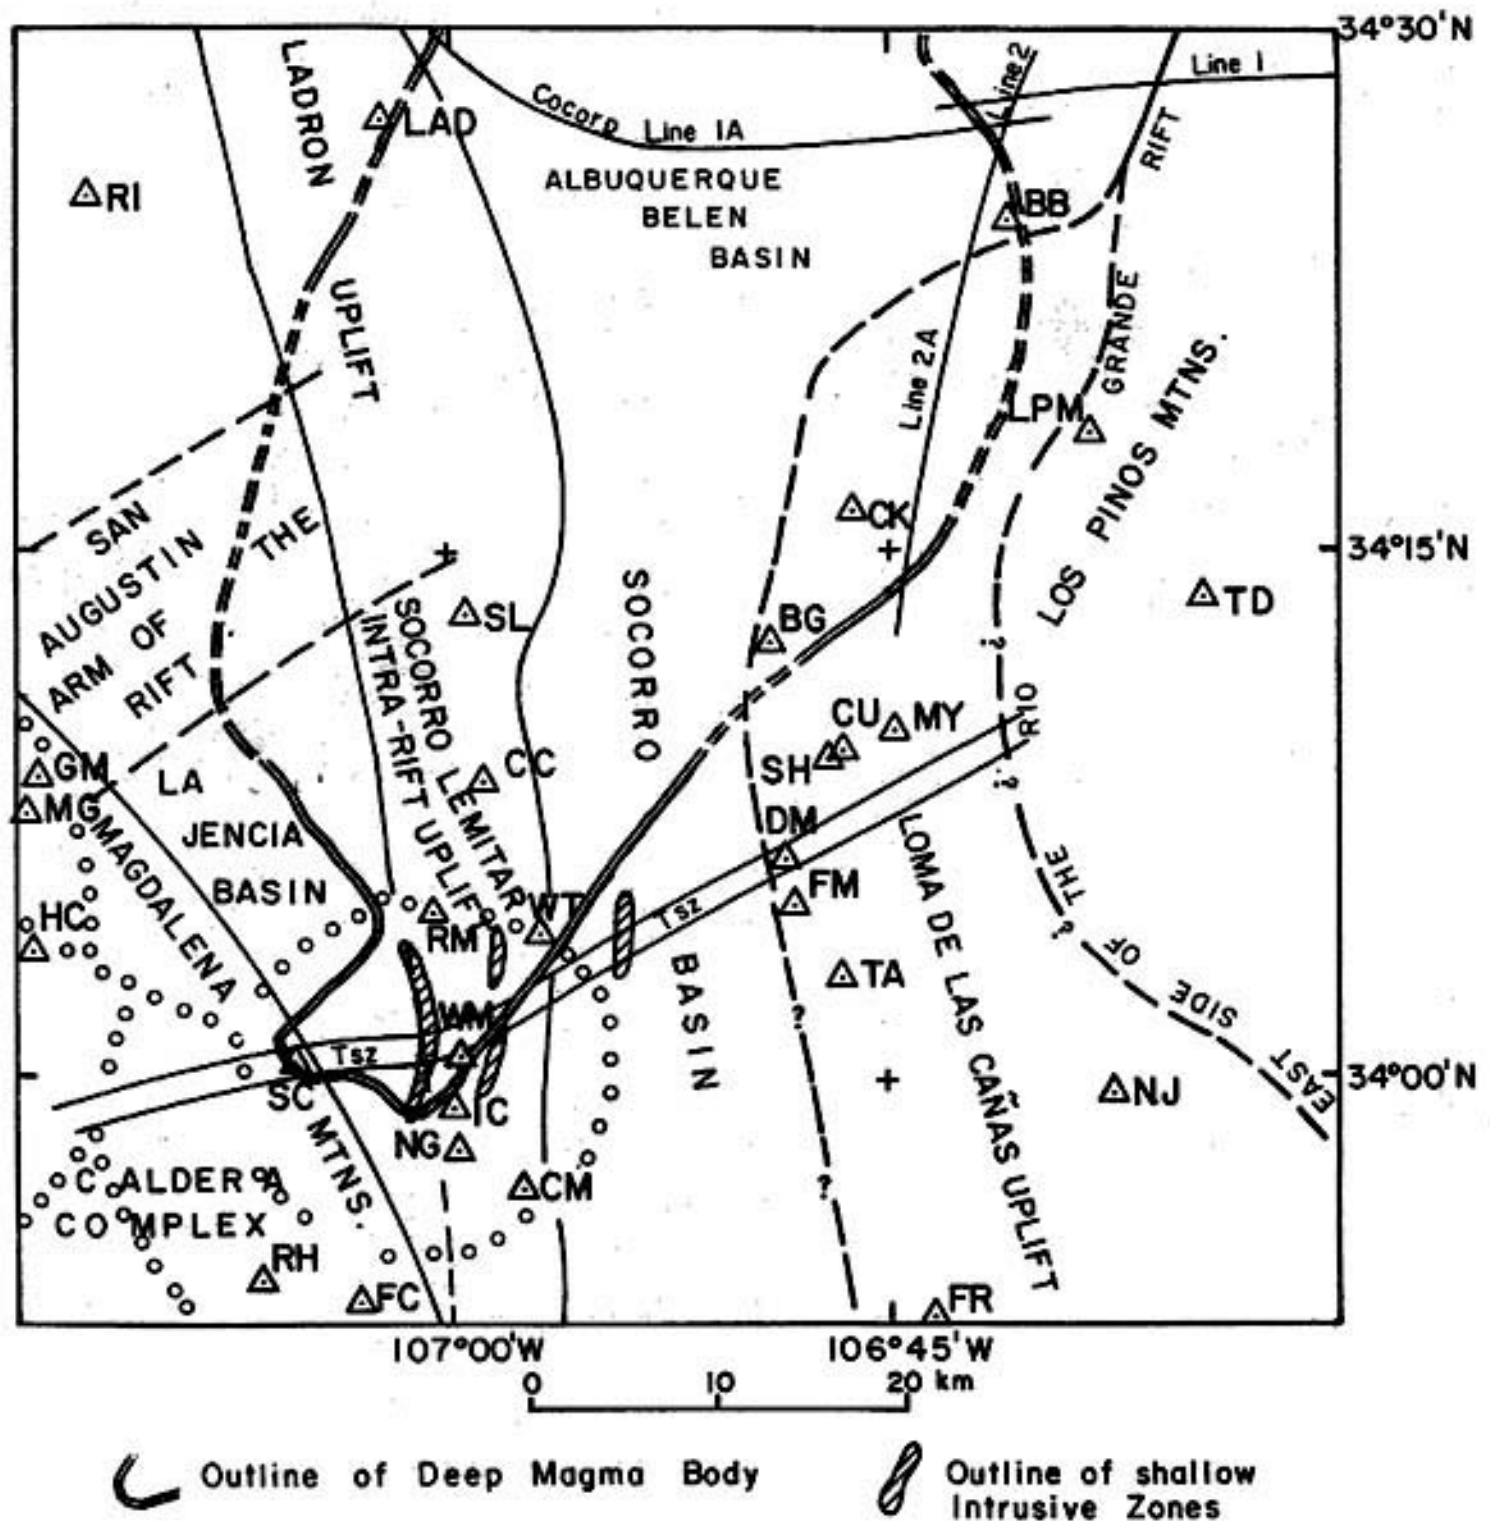 34°30'N
LADRON
UPLIFT
Line 2
Line 1
Cocorp Line 1A
LAD
RIFT
RI
ALBUQUERQUE
BELEN
BASIN
BB
GRANDE
Line 2A
LPM
LOS PINOS MTNS.
SAN
AUGUSTIN
ARM OF THE
RIFT
CK
34°15'N
SL
SOCORRO
BG
TD
?
SOCORRO LEMITAR
INTRA-RIFT UPLIFT
CU
MY
RIO
GM
LA
CC
SH
?
MG
JENCIA
DM
MAGDALENA
BASIN
FM
LOMA DE LAS CAÑAS UPLIFT
THE
HC
RM
WT
Tsz
?
OF
BASIN
TA
SIDE
WM
?
Tsz
EAST
34°00'N
SC
IC
NJ
MTNS.
NG
CALDERA
CM
?
COMPLEX
RH
FC
FR
107°00'W
106°45'W
0 10 20 km
Outline of Deep Magma Body
Outline of shallow
Intrusive Zones